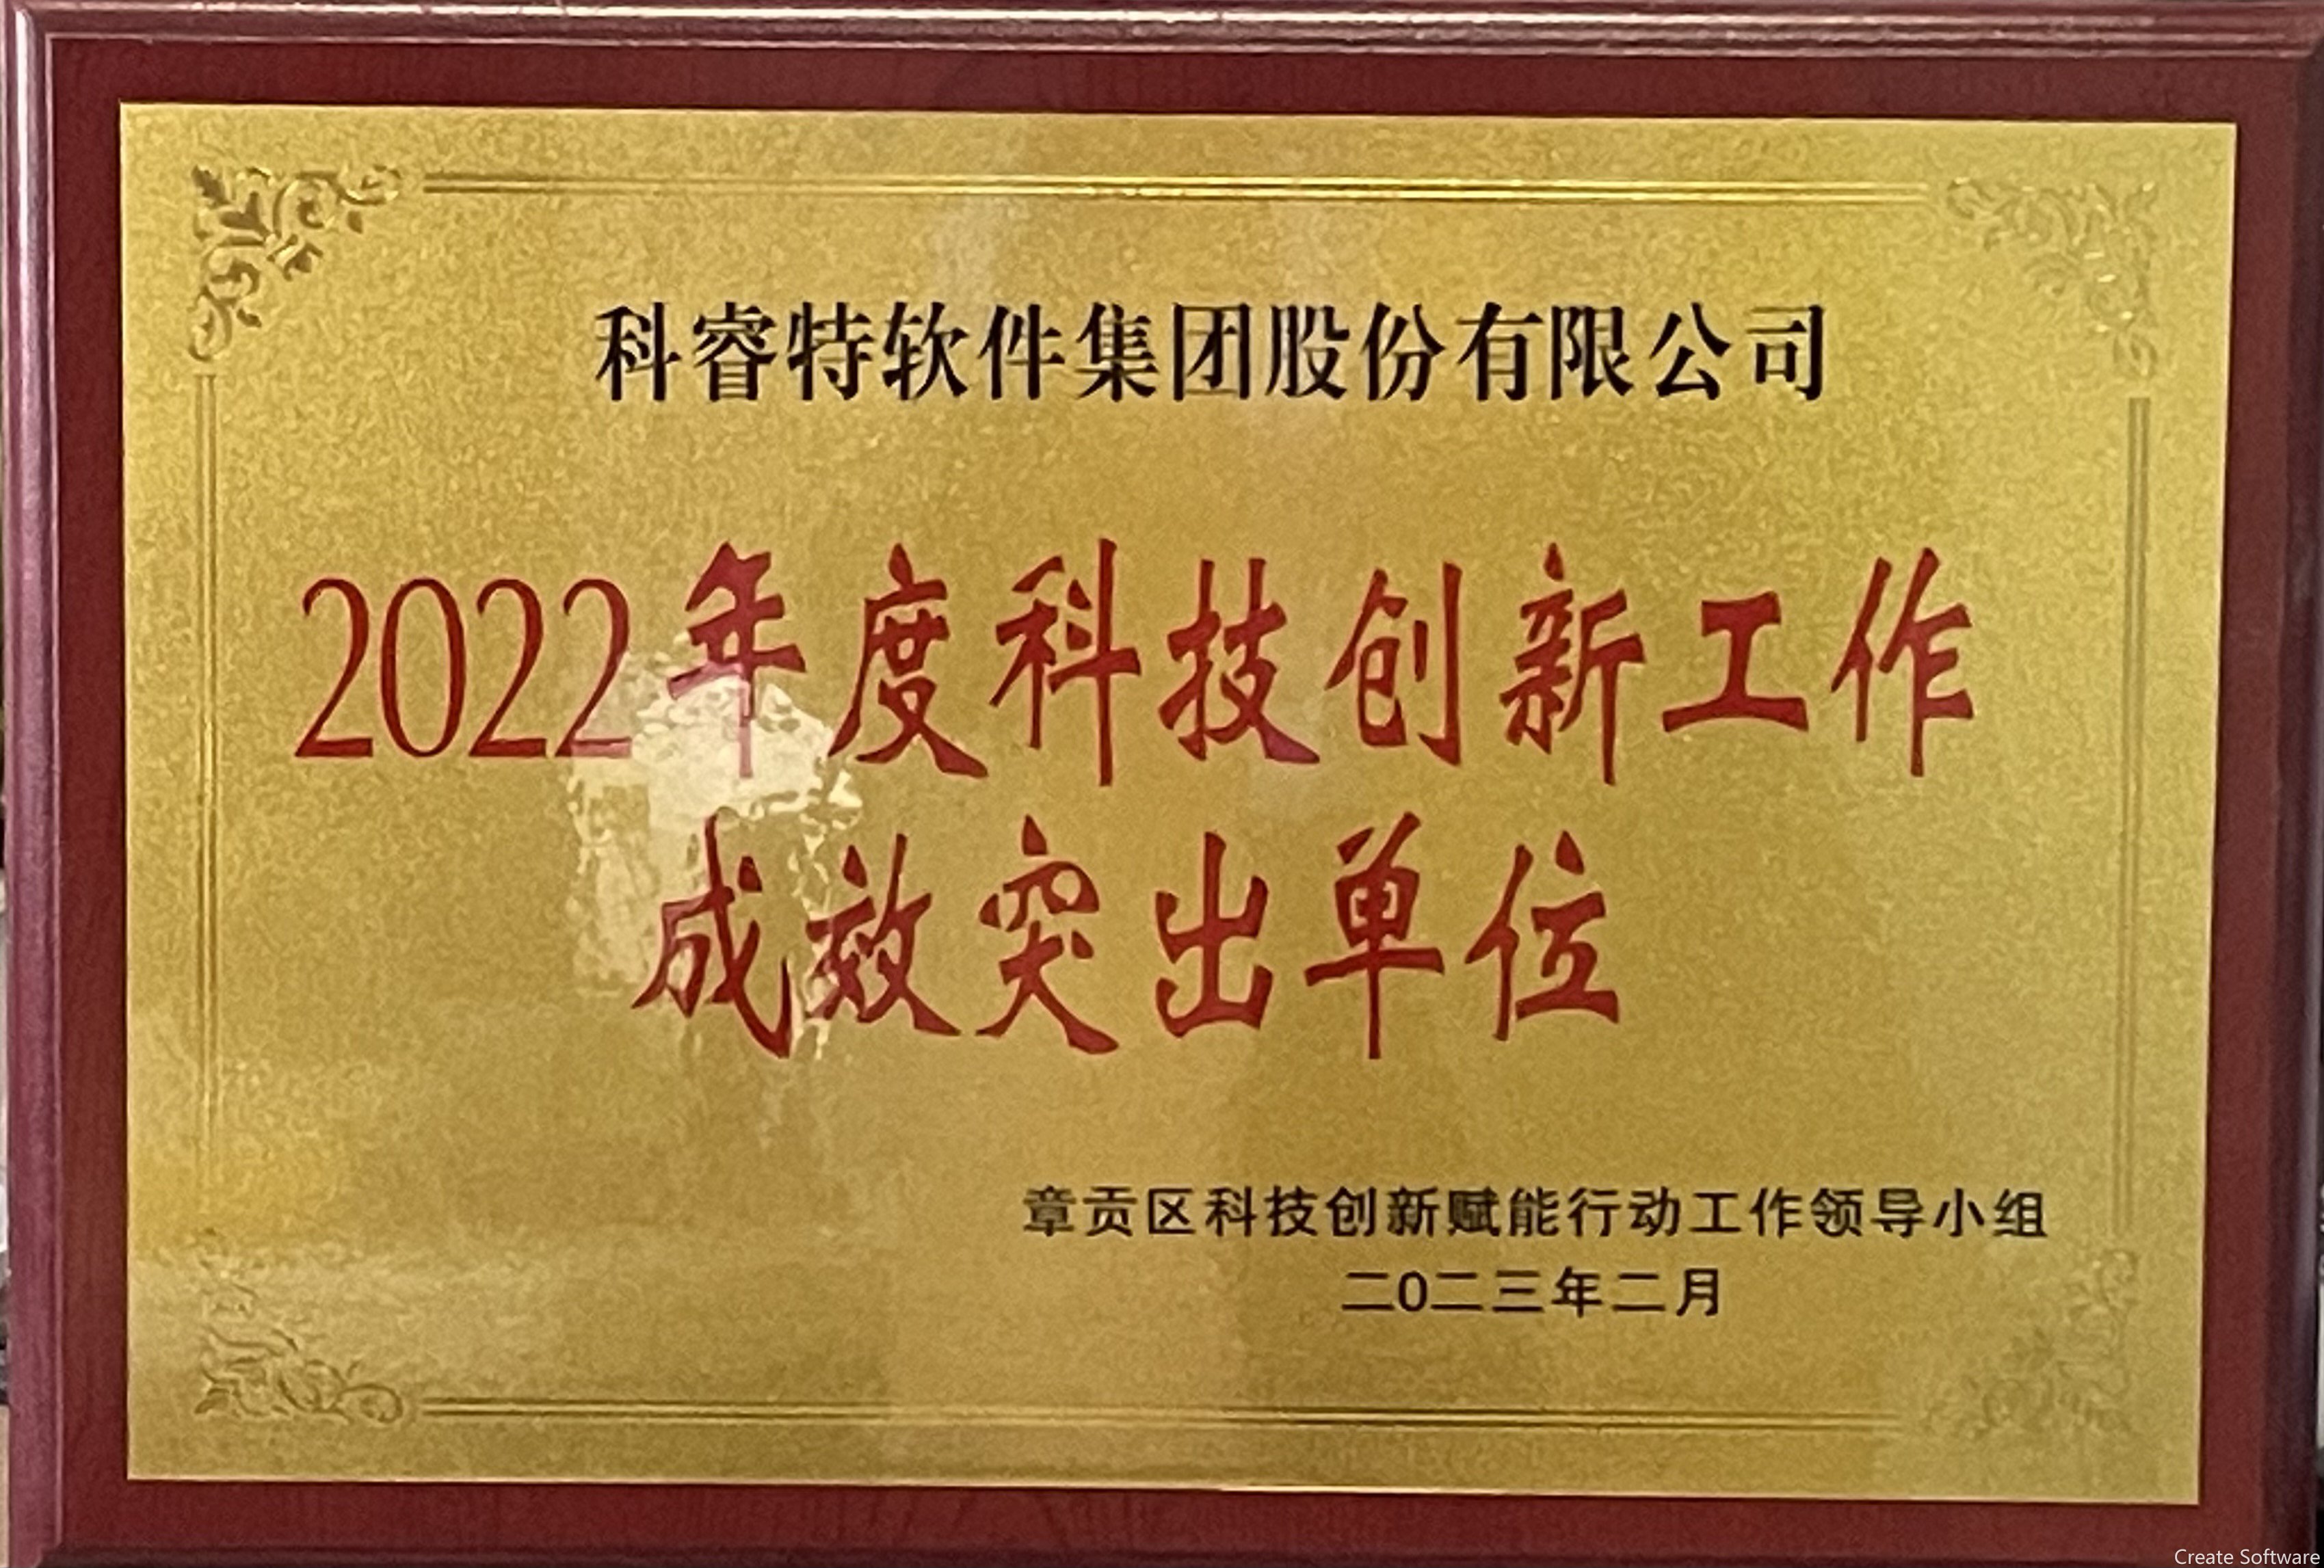 科睿特软件集团股份有限公司
2022年度科技创新工作
成效突出单位
章贡区科技创新赋能行动工作领导小组
二0二三年二月
Create Software